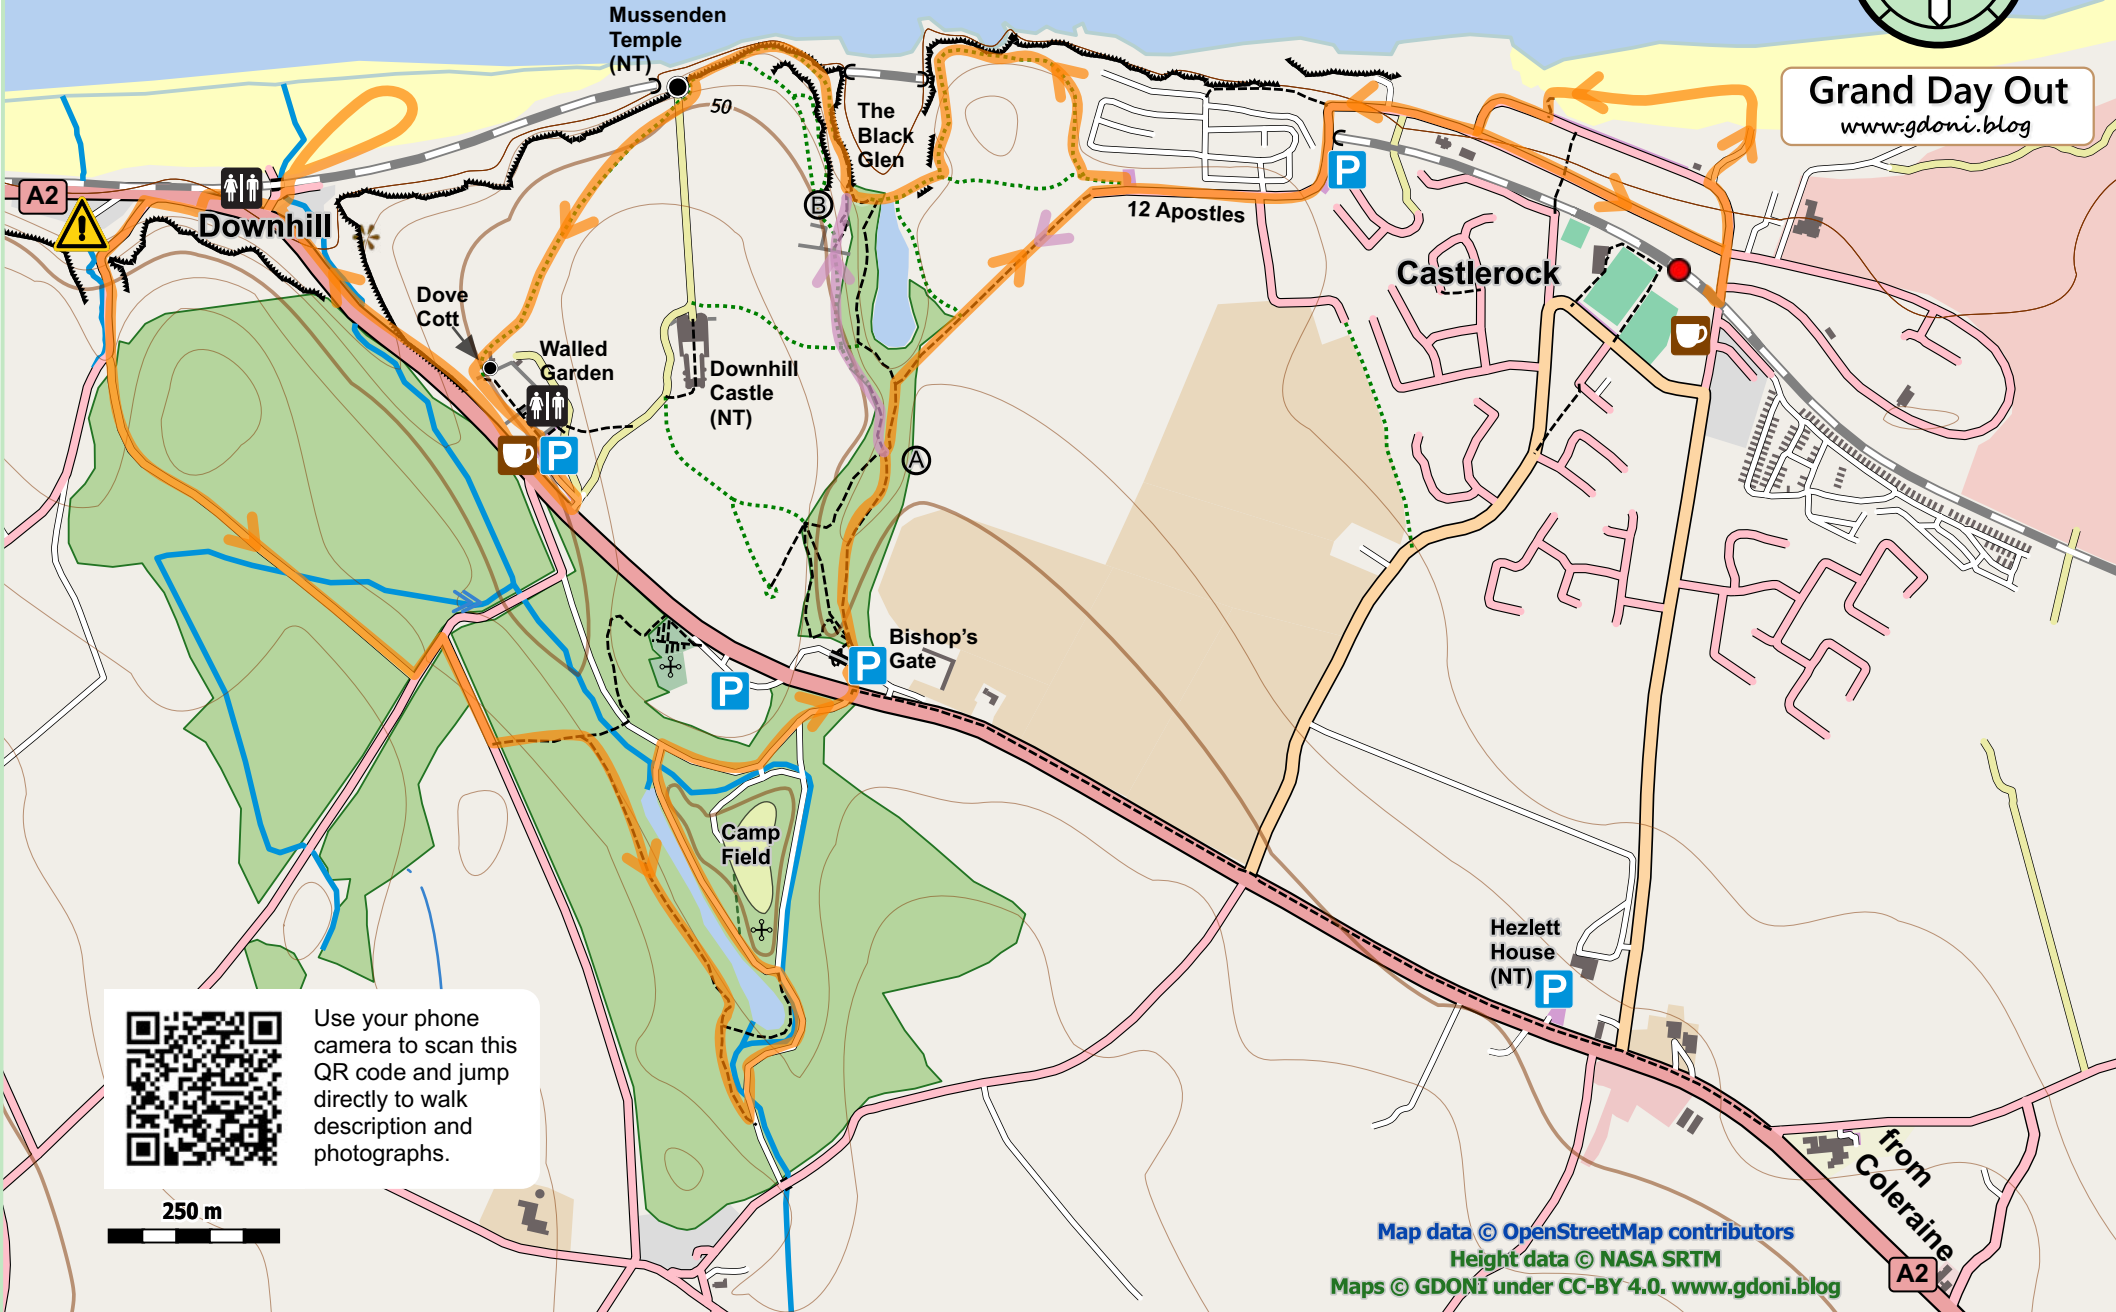 Mussenden
Temple
(NT)
50
The
Black
Glen
Grand Day Out
www.gdoni.blog
A2
Downhill
B
P
12 Apostles
Castlerock
Dove
Cott
Walled
Garden
Downhill
Castle
(NT)
P
A
Bishop's
Gate
P
P
Camp
Field
Hezlett
House
(NT)
P
Use your phone
camera to scan this
QR code and jump
directly to walk
description and
photographs.
250 m
from
Coleraine
A2
Map data © OpenStreetMap contributors
Height data © NASA SRTM
Maps © GDONI under CC-BY 4.0. www.gdoni.blog